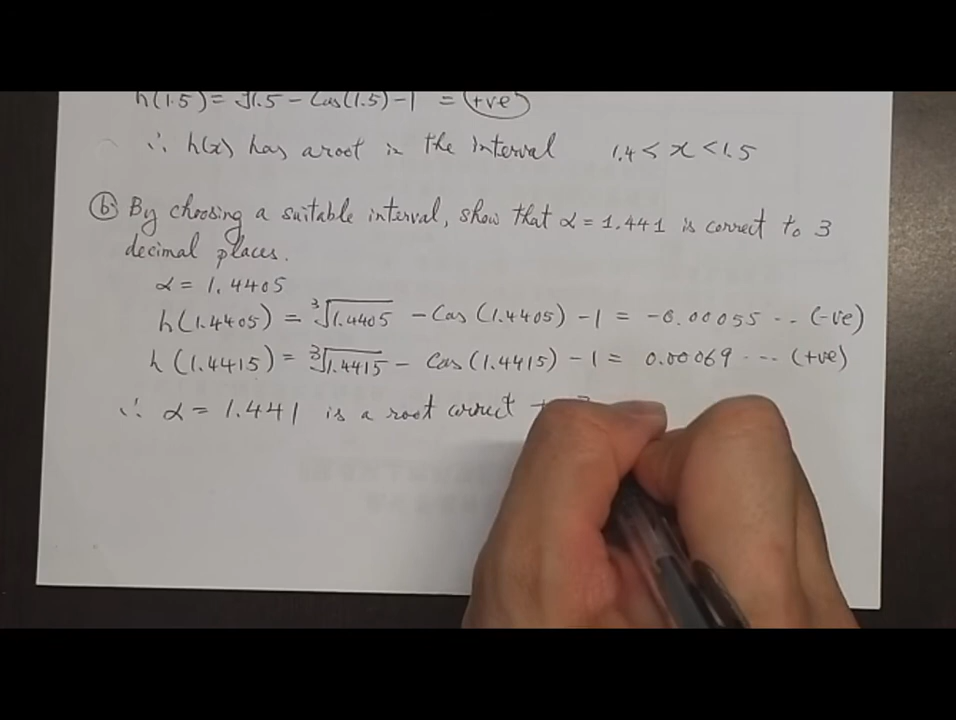 h(1.5) = ∛1.5 - Cos(1.5) - 1 = (+ve)
∴ h(x) has a root in the interval 1.4 < x < 1.5
(b) By choosing a suitable interval, show that α = 1.441 is correct to 3
decimal places.
α = 1.4405
h(1.4405) = ∛1.4405 - Cos(1.4405) - 1 = -0.00055 ... (-ve)
h(1.4415) = ∛1.4415 - Cos(1.4415) - 1 = 0.00069 ... (+ve)
∴ α = 1.441 is a root correct